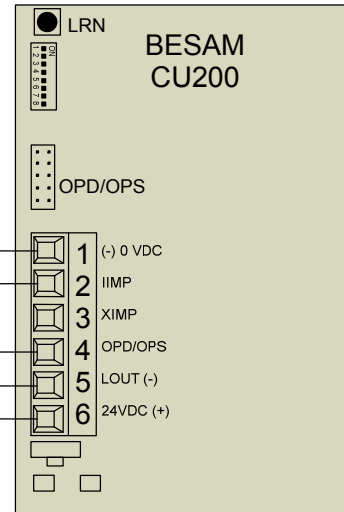 LRN
BESAM
CU200
ON
1 2 3 4 5 6 7 8
OPD/OPS
1 (-) 0 VDC
2 IIMP
3 XIMP
4 OPD/OPS
5 LOUT (-)
6 24VDC (+)